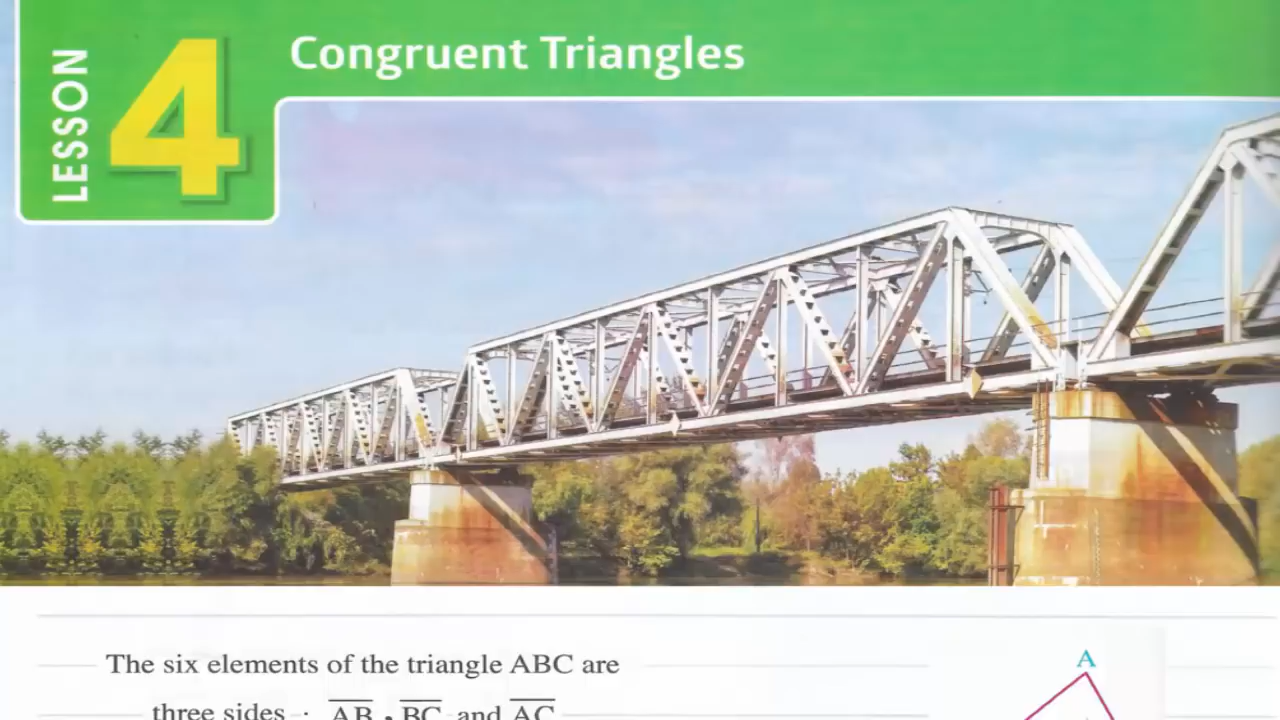 LESSON
4
Congruent Triangles
The six elements of the triangle ABC are
A
three sides : AB , BC and AC